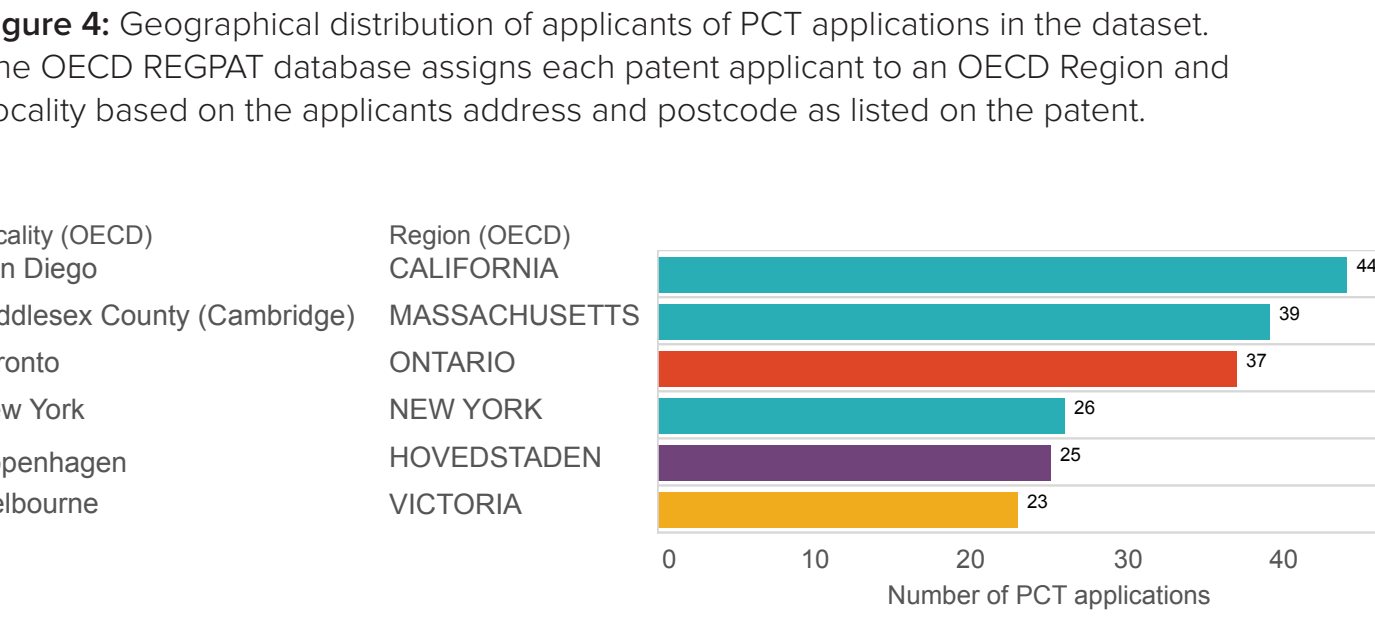 gure 4: Geographical distribution of applicants of PCT applications in the dataset.
ne OECD REGPAT database assigns each patent applicant to an OECD Region and
ocality based on the applicants address and postcode as listed on the patent.
cality (OECD) Region (OECD)
n Diego CALIFORNIA 44
ddlesex County (Cambridge) MASSACHUSETTS 39
ronto ONTARIO 37
ew York NEW YORK 26
penhagen HOVEDSTADEN 25
elbourne VICTORIA 23
0 10 20 30 40
Number of PCT applications